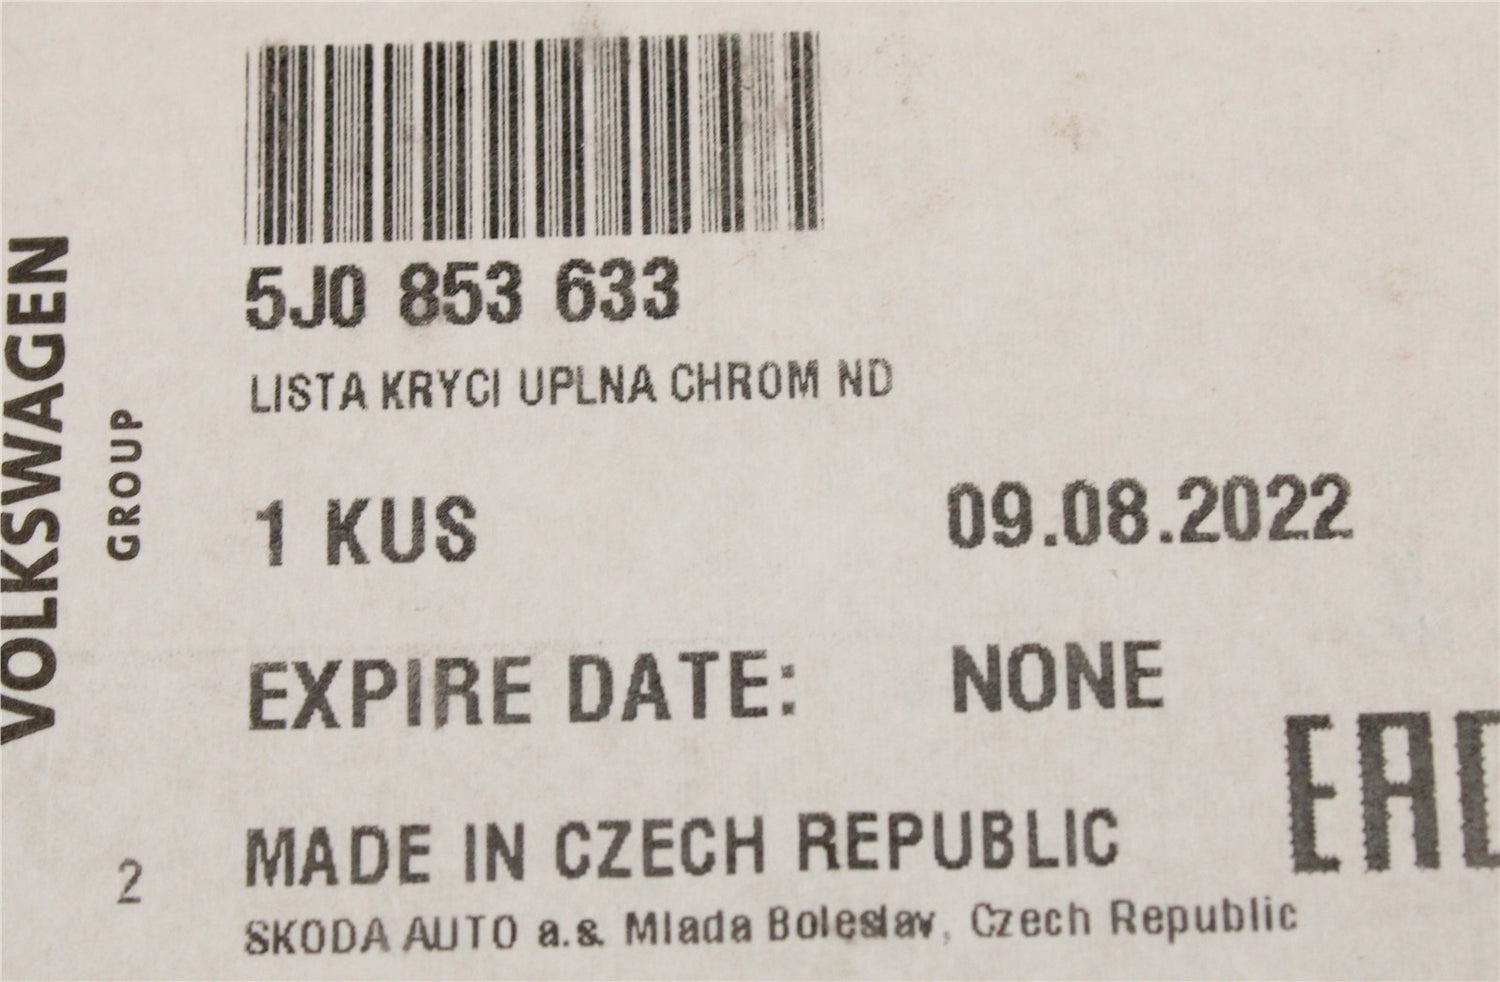 VOLKSWAGEN
GROUP
5J0 853 633
LISTA KRYCI UPLNA CHROM ND
1 KUS 09.08.2022
EXPIRE DATE: NONE
EAC
MADE IN CZECH REPUBLIC
2
SKODA AUTO a.s. Mlada Boleslav, Czech Republic